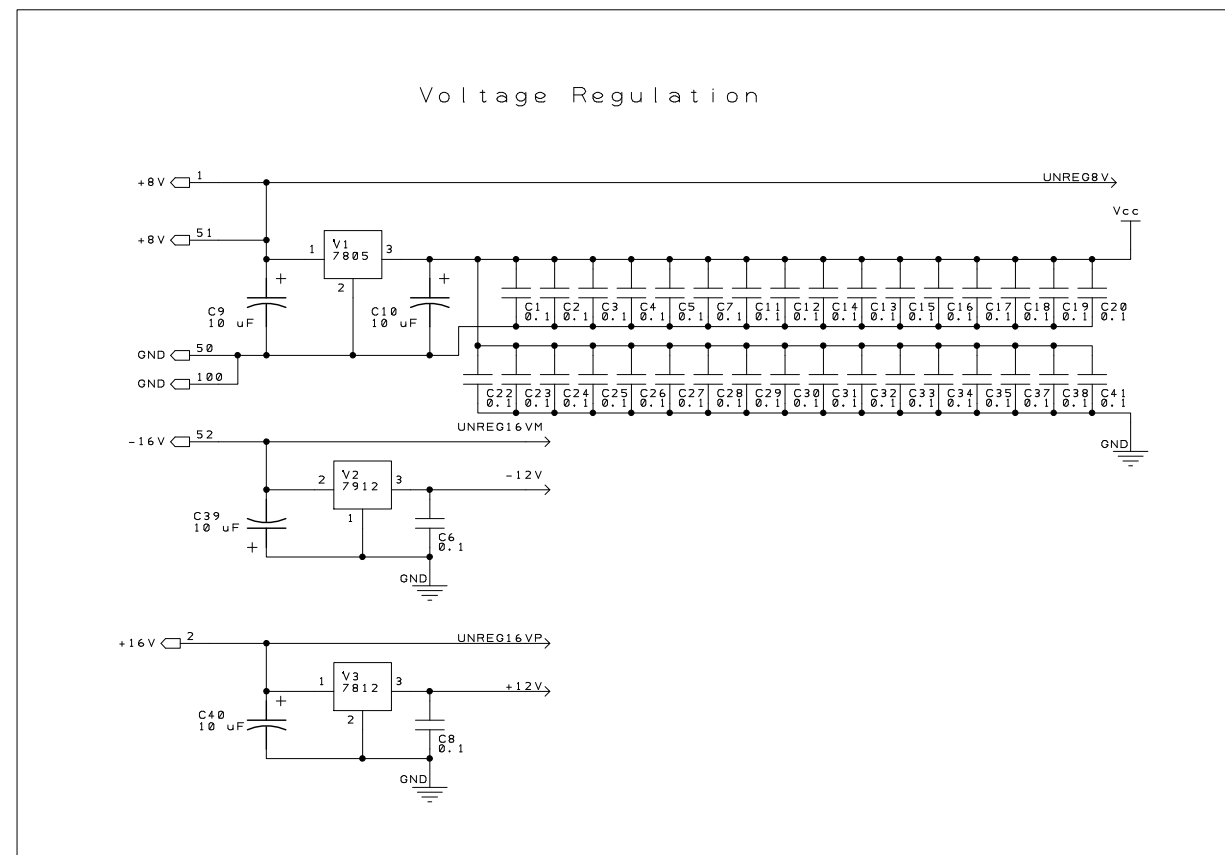 Voltage Regulation
+8V 1
UNREG8V
+8V 51
Vcc
1 V1 3
7805
2
+ +
C9
10 uF
C10
10 uF
C1 C2 C3 C4 C5 C7 C11 C12 C14 C13 C15 C16 C17 C18 C19 C20
0.1 0.1 0.1 0.1 0.1 0.1 0.1 0.1 0.1 0.1 0.1 0.1 0.1 0.1 0.1 0.1
GND 50
GND 100
C22 C23 C24 C25 C26 C27 C28 C29 C30 C31 C32 C33 C34 C35 C37 C38 C41
0.1 0.1 0.1 0.1 0.1 0.1 0.1 0.1 0.1 0.1 0.1 0.1 0.1 0.1 0.1 0.1 0.1
GND
UNREG16VM
-16V 52
2 V2 3
7912
1
-12V
C39
10 uF
+
C6
0.1
GND
+16V 2
UNREG16VP
1 V3 3
7812
2
+12V
+
C40
10 uF
C8
0.1
GND